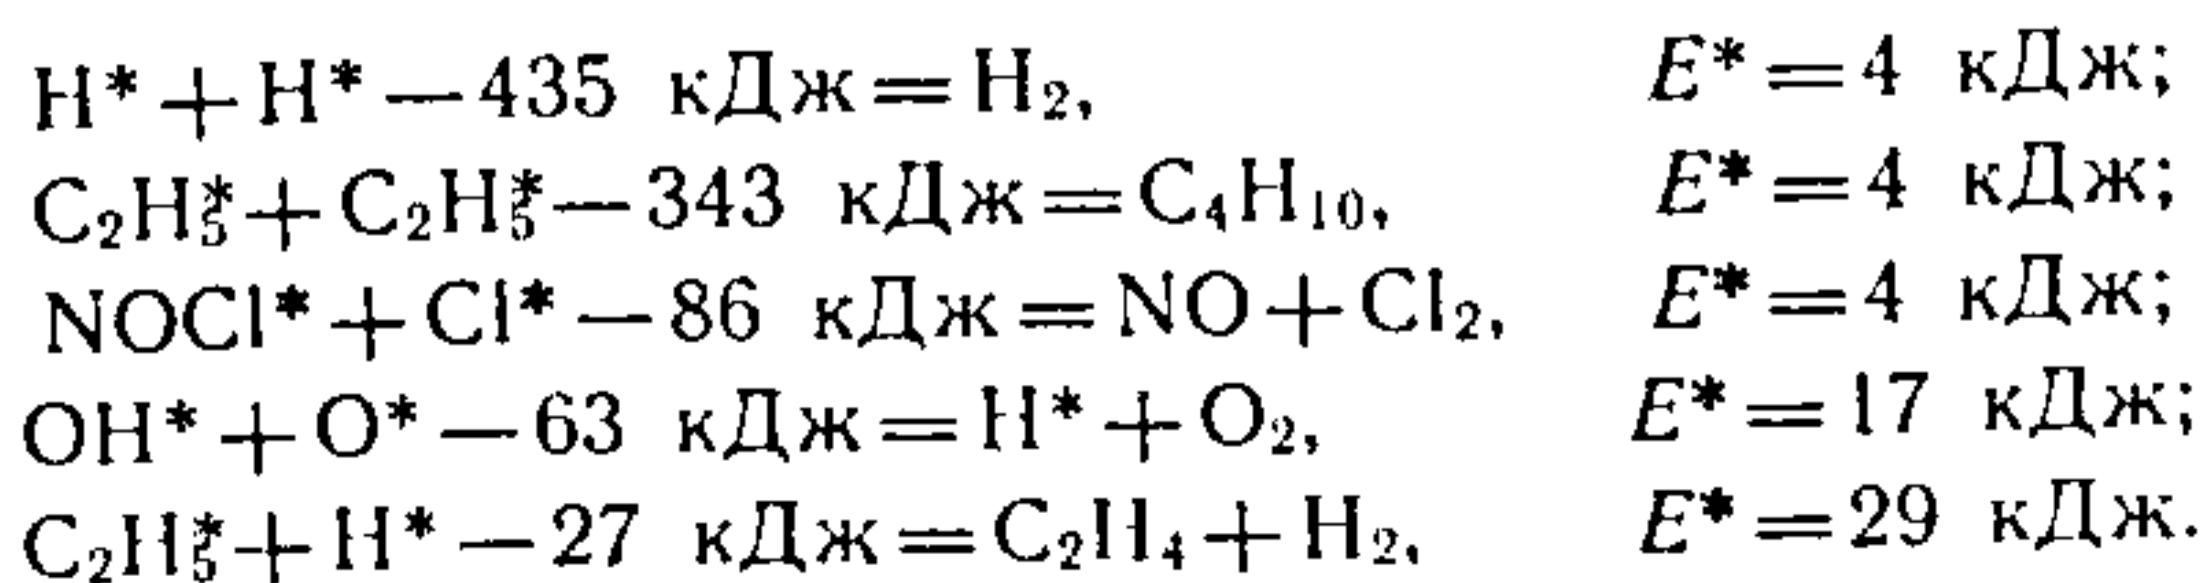 H* + H* — 435 кДж = H₂, E* = 4 кДж;
C₂H₅* + C₂H₅* — 343 кДж = C₄H₁₀, E* = 4 кДж;
NOCl* + Cl* — 86 кДж = NO + Cl₂, E* = 4 кДж;
OH* + O* — 63 кДж = H* + O₂, E* = 17 кДж;
C₂H₅* + H* — 27 кДж = C₂H₄ + H₂, E* = 29 кДж.